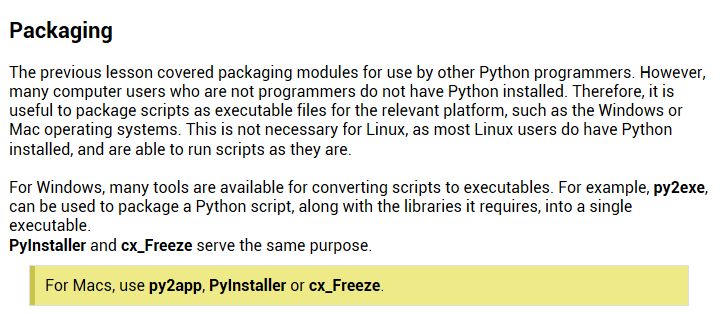 Packaging
The previous lesson covered packaging modules for use by other Python programmers. However,
many computer users who are not programmers do not have Python installed. Therefore, it is
useful to package scripts as executable files for the relevant platform, such as the Windows or
Mac operating systems. This is not necessary for Linux, as most Linux users do have Python
installed, and are able to run scripts as they are.
For Windows, many tools are available for converting scripts to executables. For example, py2exe,
can be used to package a Python script, along with the libraries it requires, into a single
executable.
PyInstaller and cx_Freeze serve the same purpose.
For Macs, use py2app, PyInstaller or cx_Freeze.